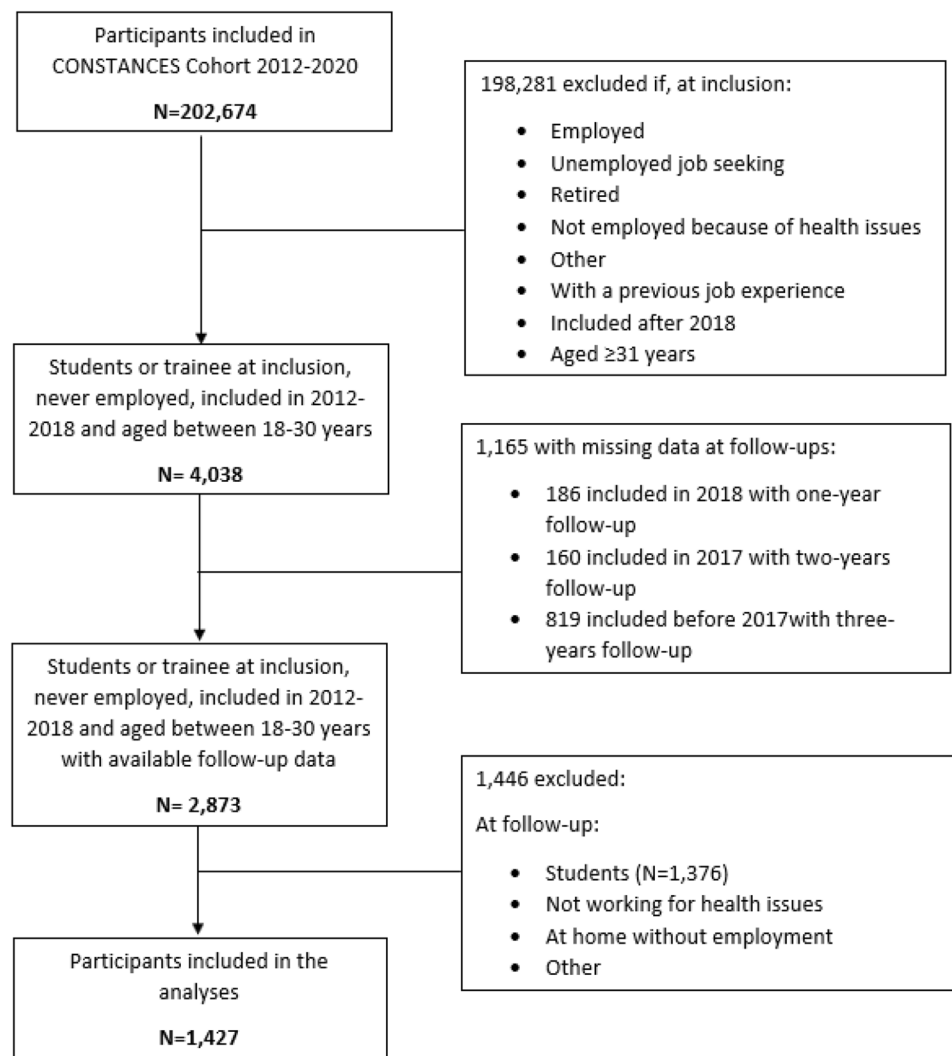 Participants included in
CONSTANCES Cohort 2012-2020
N=202,674
198,281 excluded if, at inclusion:
• Employed
• Unemployed job seeking
• Retired
• Not employed because of health issues
• Other
• With a previous job experience
• Included after 2018
• Aged ≥31 years
Students or trainee at inclusion,
never employed, included in 2012-
2018 and aged between 18-30 years
N= 4,038
1,165 with missing data at follow-ups:
• 186 included in 2018 with one-year
follow-up
• 160 included in 2017 with two-years
follow-up
• 819 included before 2017with three-
years follow-up
Students or trainee at inclusion,
never employed, included in 2012-
2018 and aged between 18-30 years
with available follow-up data
N= 2,873
1,446 excluded:
At follow-up:
• Students (N=1,376)
• Not working for health issues
• At home without employment
• Other
Participants included in the
analyses
N=1,427